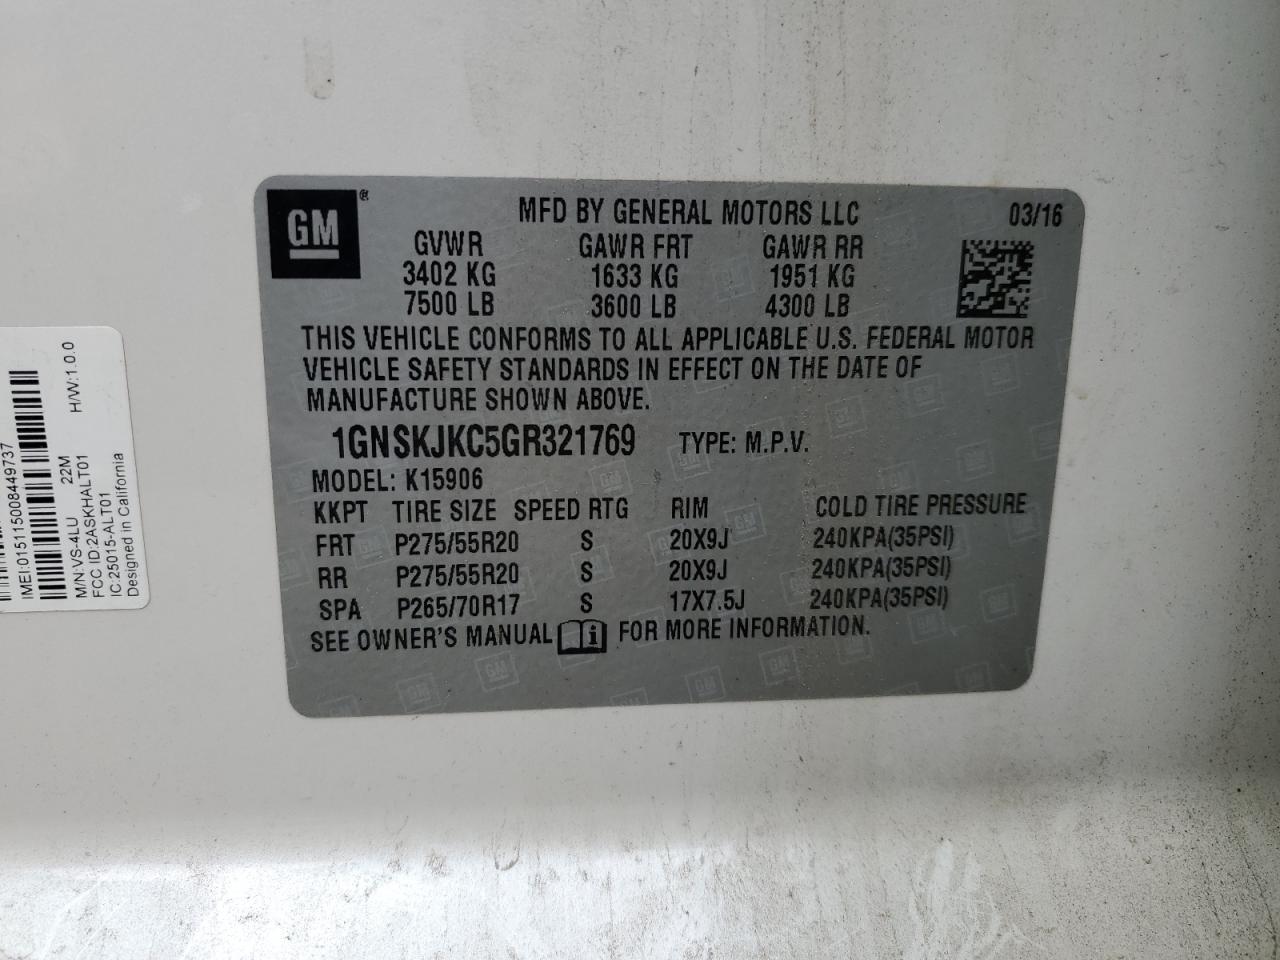 GM ®
MFD BY GENERAL MOTORS LLC 03/16
GVWR GAWR FRT GAWR RR
3402 KG 1633 KG 1951 KG
7500 LB 3600 LB 4300 LB
THIS VEHICLE CONFORMS TO ALL APPLICABLE U.S. FEDERAL MOTOR
VEHICLE SAFETY STANDARDS IN EFFECT ON THE DATE OF
MANUFACTURE SHOWN ABOVE.
1GNSKJKC5GR321769 TYPE: M.P.V.
MODEL: K15906
KKPT TIRE SIZE SPEED RTG RIM COLD TIRE PRESSURE
FRT P275/55R20 S 20X9J 240KPA(35PSI)
RR P275/55R20 S 20X9J 240KPA(35PSI)
SPA P265/70R17 S 17X7.5J 240KPA(35PSI)
SEE OWNER'S MANUAL FOR MORE INFORMATION.
IMEI:015115008449737
M/N:VS-4LU 22M H/W:1.0.0
FCC ID:2ASKHALT01
IC:25015-ALT01
Designed in California